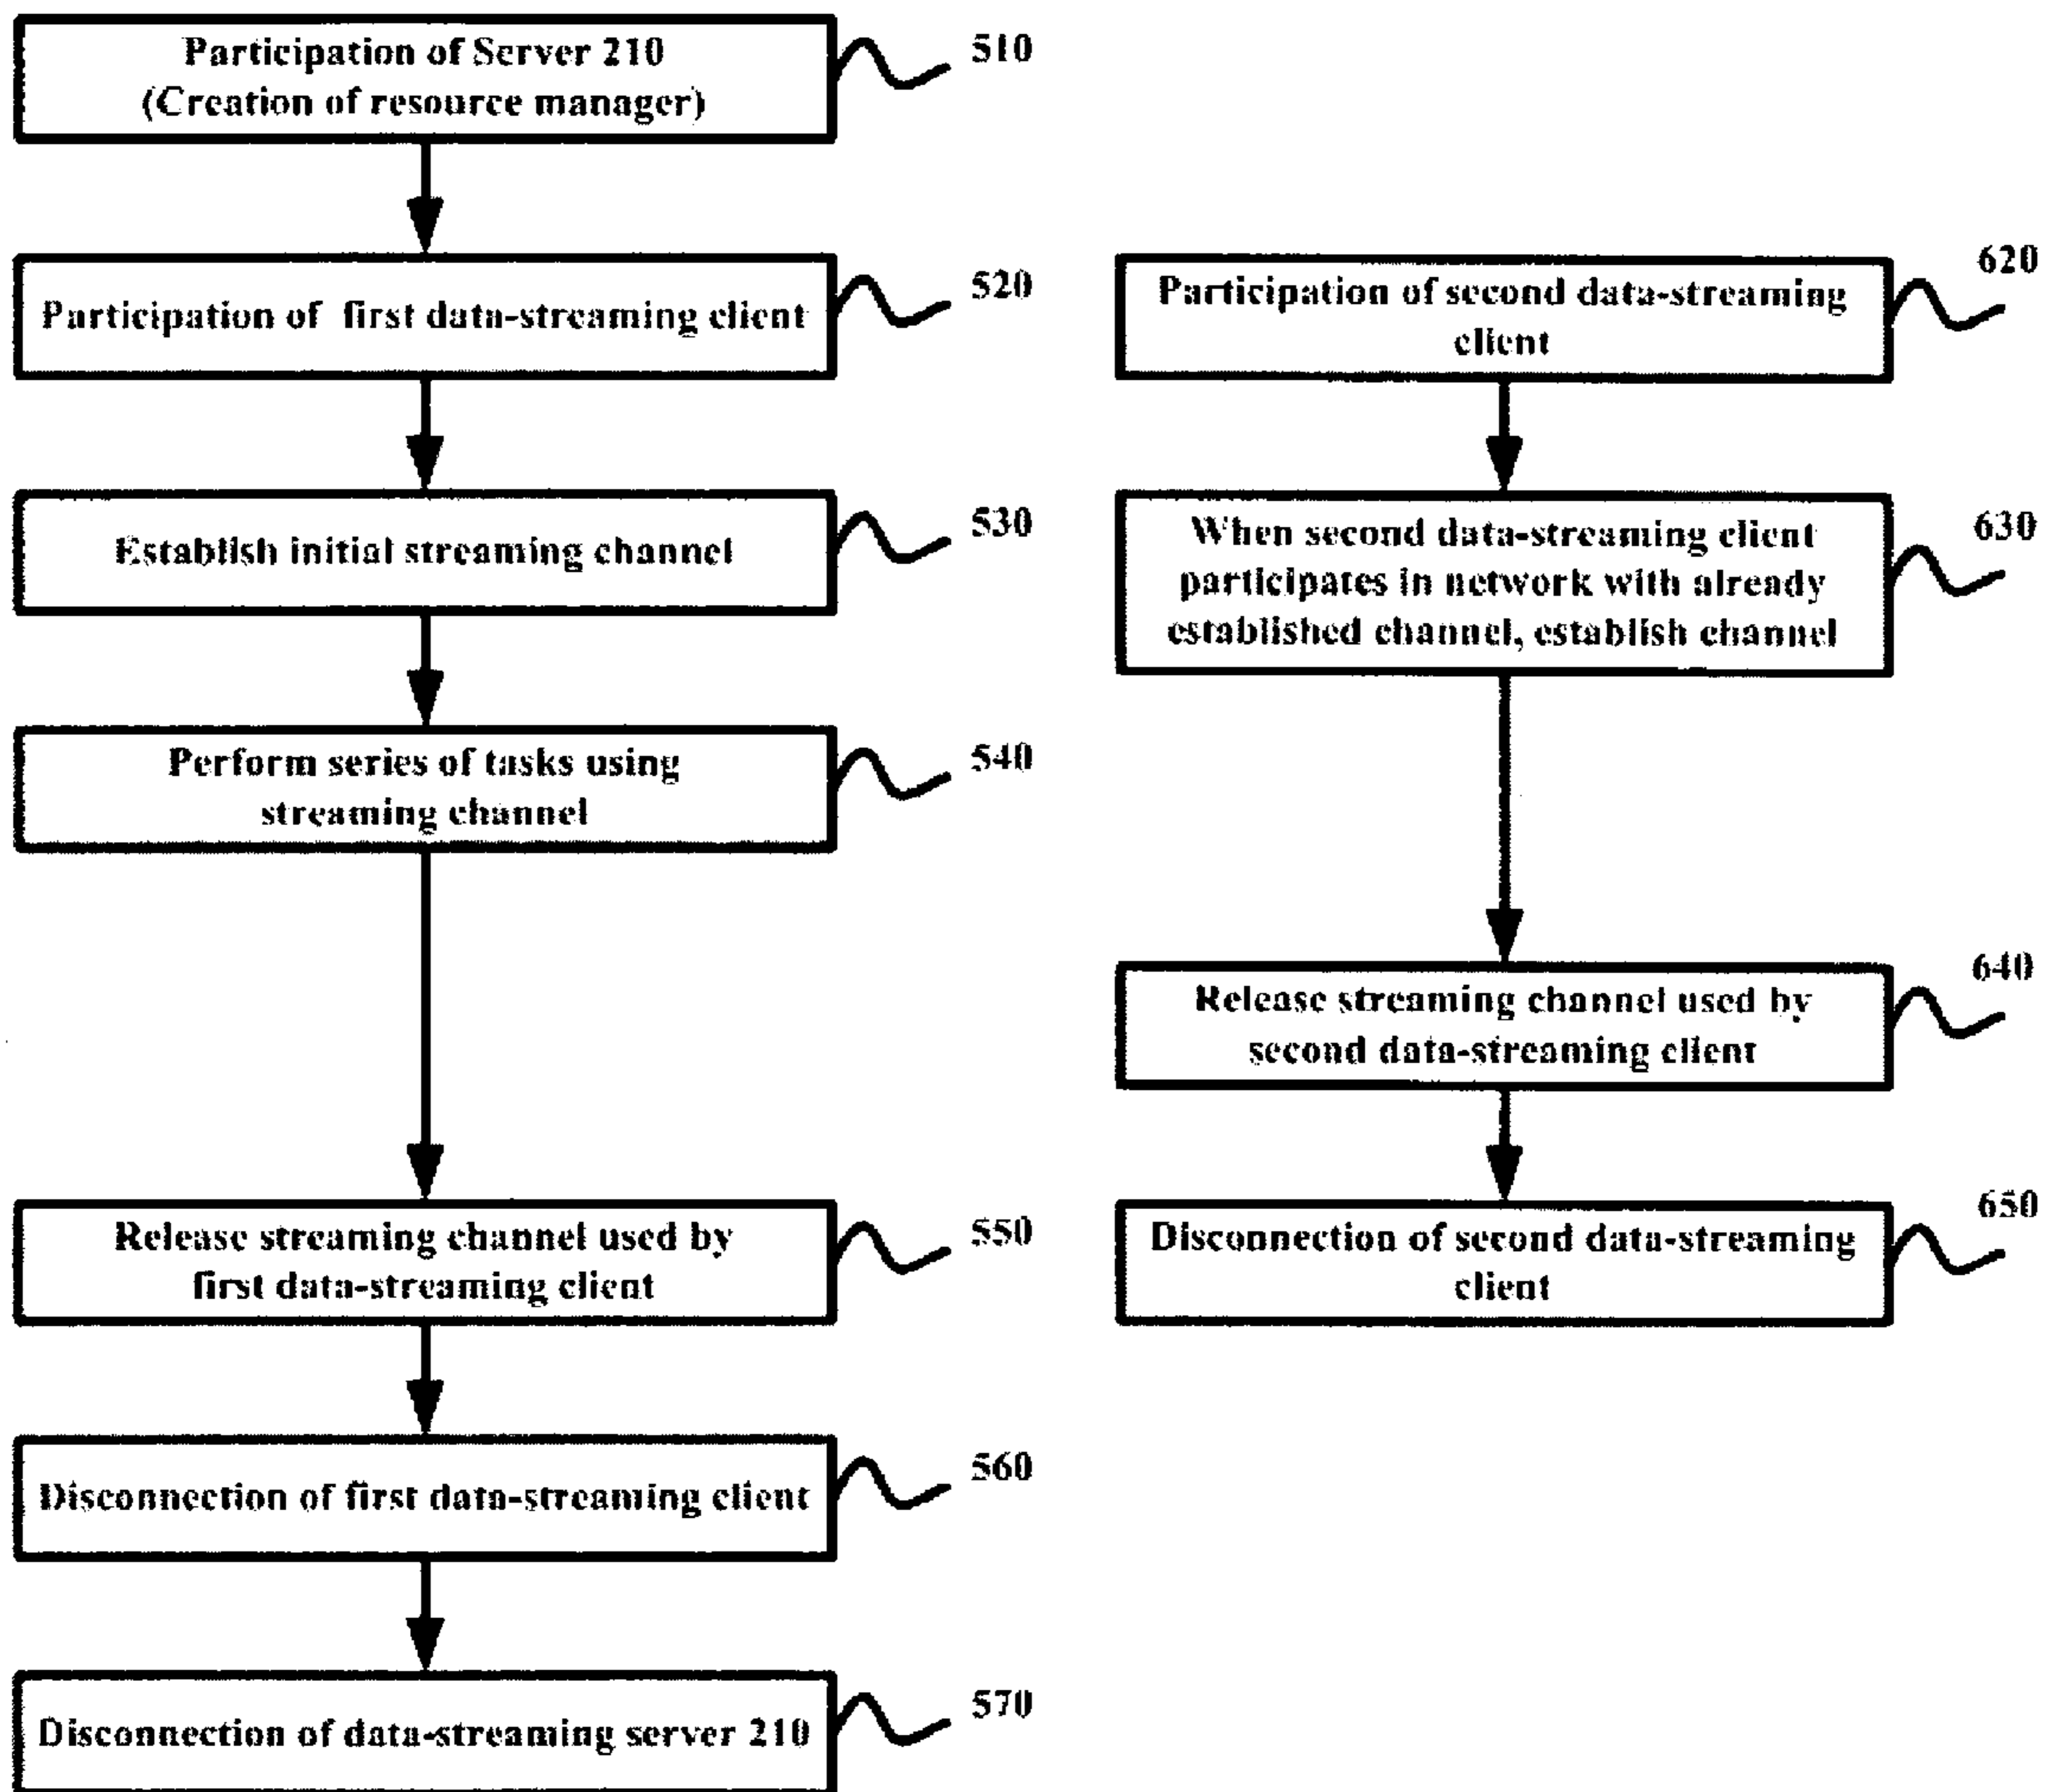 Participation of Server 210
(Creation of resource manager)
510
Participation of first data-streaming client
520
Establish initial streaming channel
530
Perform series of tasks using
streaming channel
540
Release streaming channel used by
first data-streaming client
550
Disconnection of first data-streaming client
560
Disconnection of data-streaming server 210
570
Participation of second data-streaming
client
620
When second data-streaming client
participates in network with already
established channel, establish channel
630
Release streaming channel used by
second data-streaming client
640
Disconnection of second data-streaming
client
650